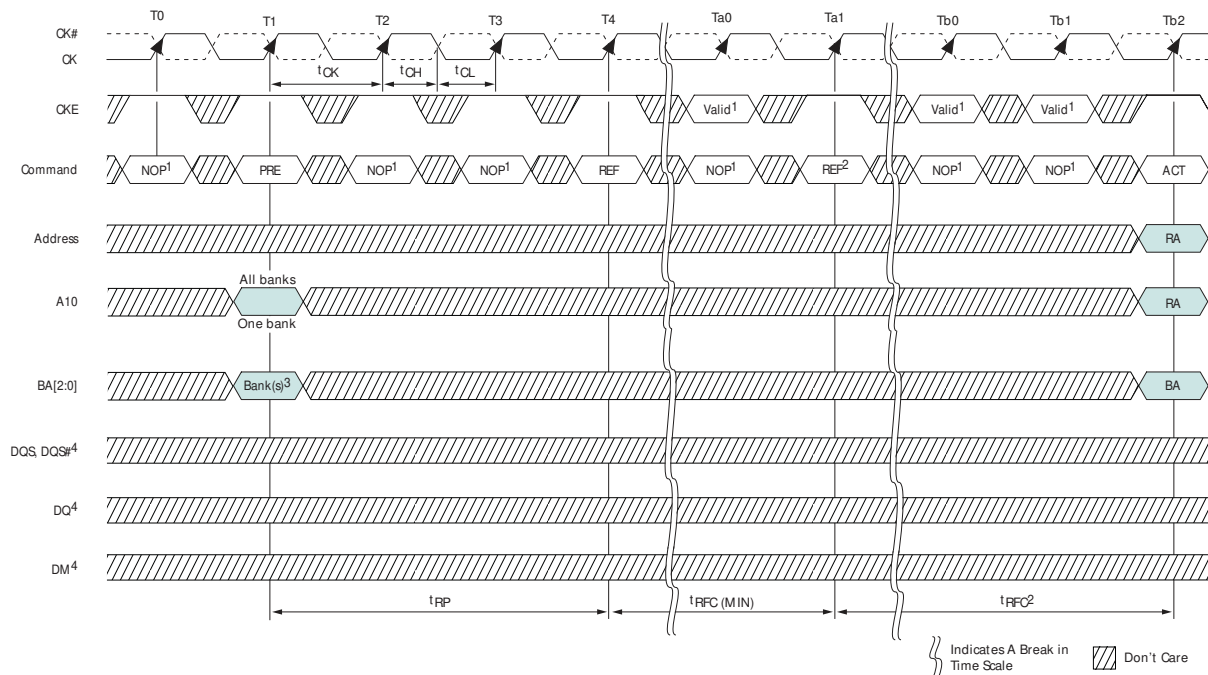 T0 T1 T2 T3 T4 Ta0 Ta1 Tb0 Tb1 Tb2
CK#
CK
tCK tCH tCL
CKE Valid1 Valid1 Valid1
Command NOP1 PRE NOP1 NOP1 REF NOP1 REF2 NOP1 NOP1 ACT
Address RA
All banks
A10 RA
One bank
BA[2:0] Bank(s)3 BA
DQS, DQS#4
DQ4
DM4
tRP tRFC (MIN) tRFC2
Indicates A Break in
Time Scale
Don't Care